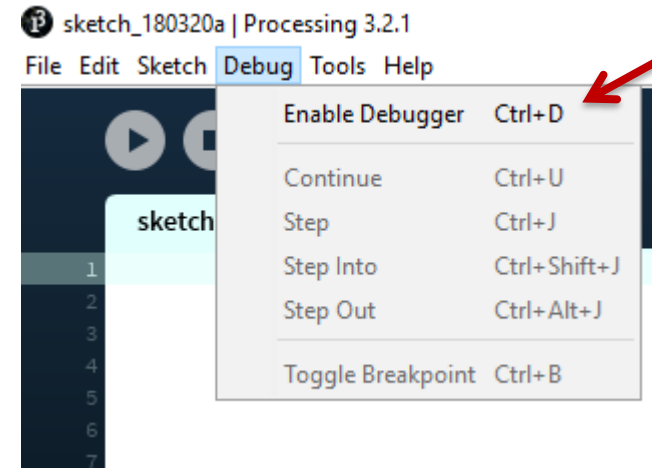 sketch_180320a | Processing 3.2.1
File Edit Sketch Debug Tools Help
Enable Debugger Ctrl+D
Continue Ctrl+U
Step Ctrl+J
Step Into Ctrl+Shift+J
Step Out Ctrl+Alt+J
Toggle Breakpoint Ctrl+B
sketch
1
2
3
4
5
6
7